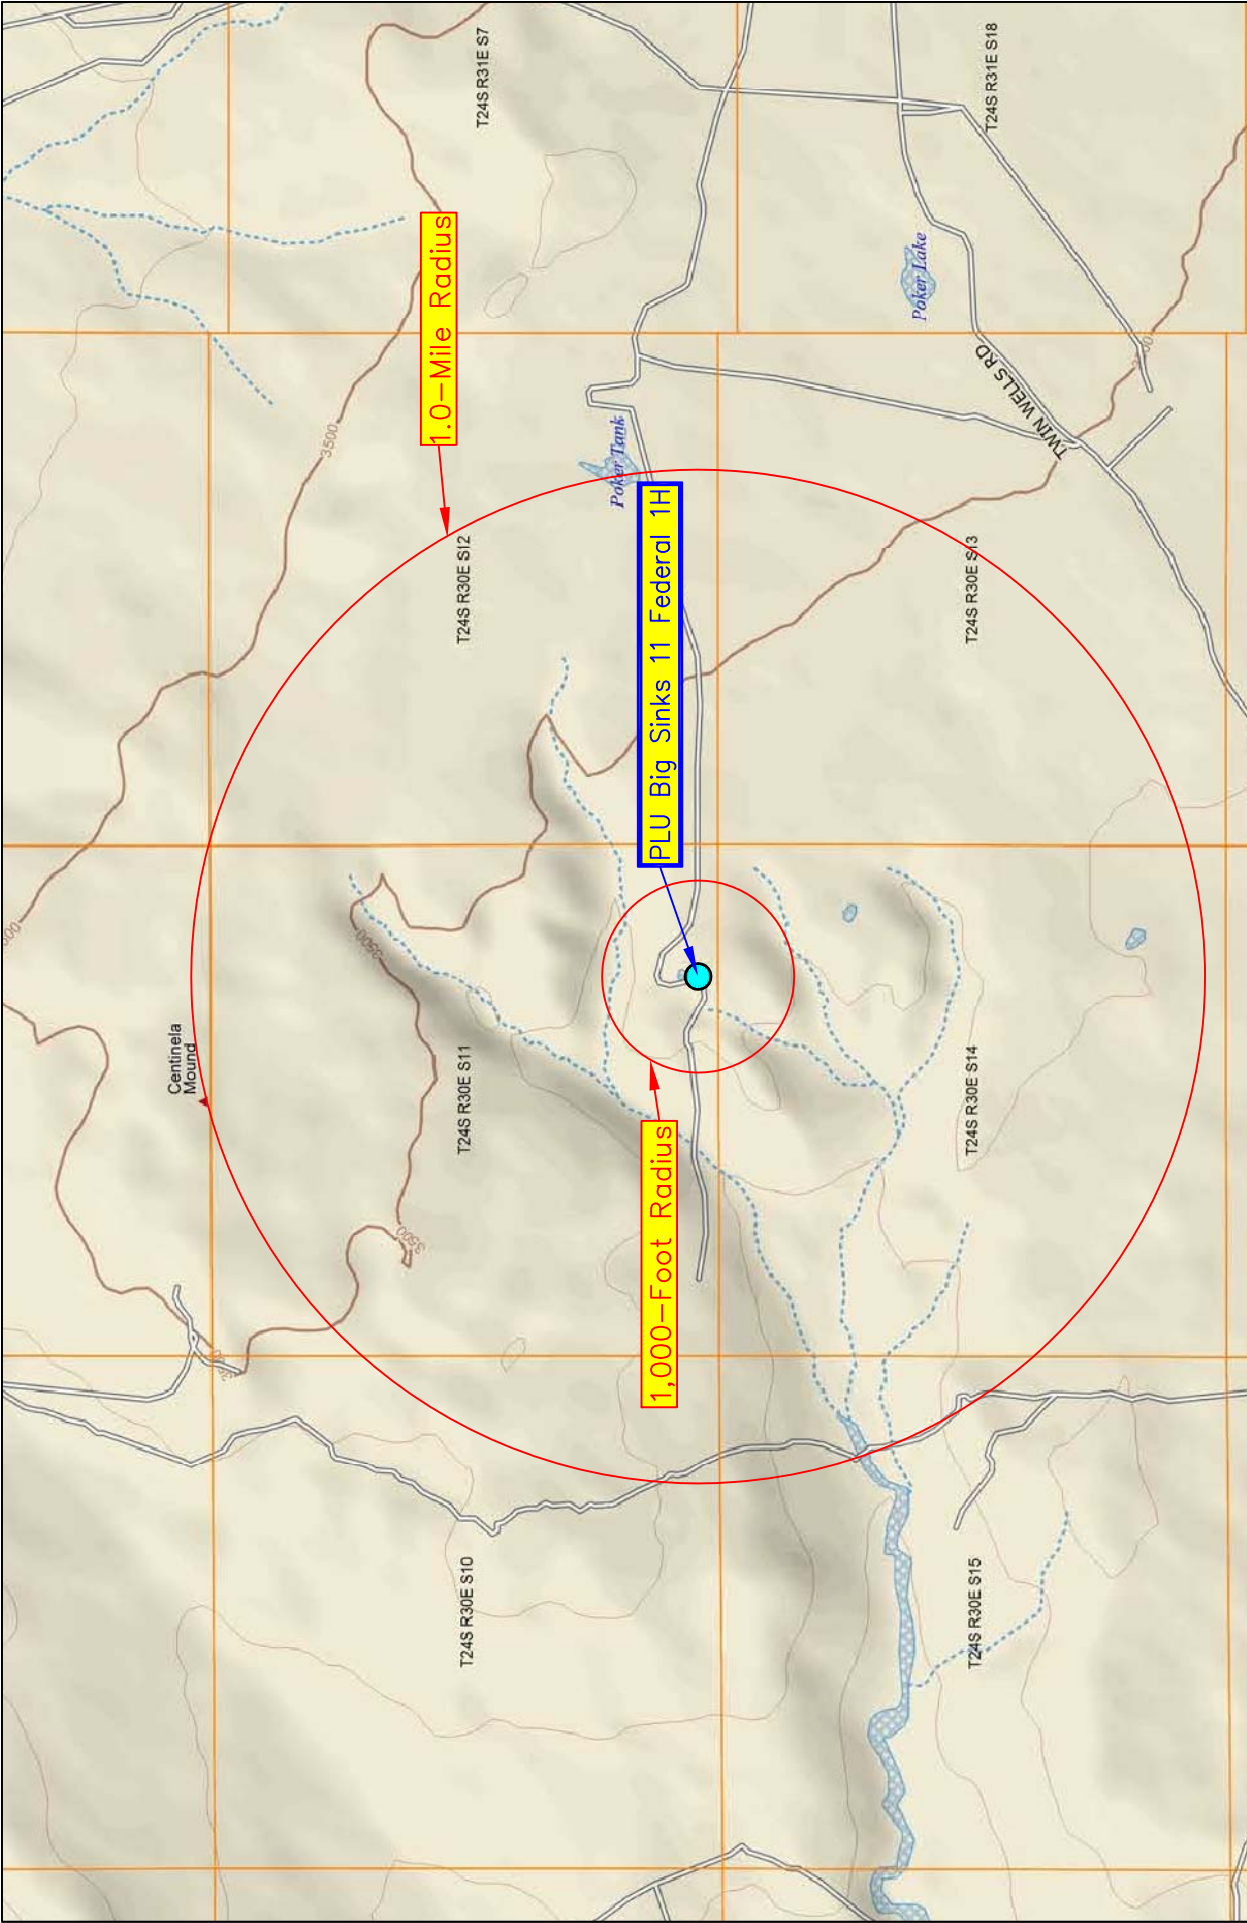 T24S R31E S7
T24S R31E S18
1.0-Mile Radius
Poker Lake
TWIN WELLS RD
3500
Poker Tank
T24S R30E S12
T24S R30E S13
PLU Big Sinks 11 Federal 1H
3500
Centinela
Mound
T24S R30E S11
T24S R30E S14
3500
1,000-Foot Radius
T24S R30E S10
T24S R30E S15